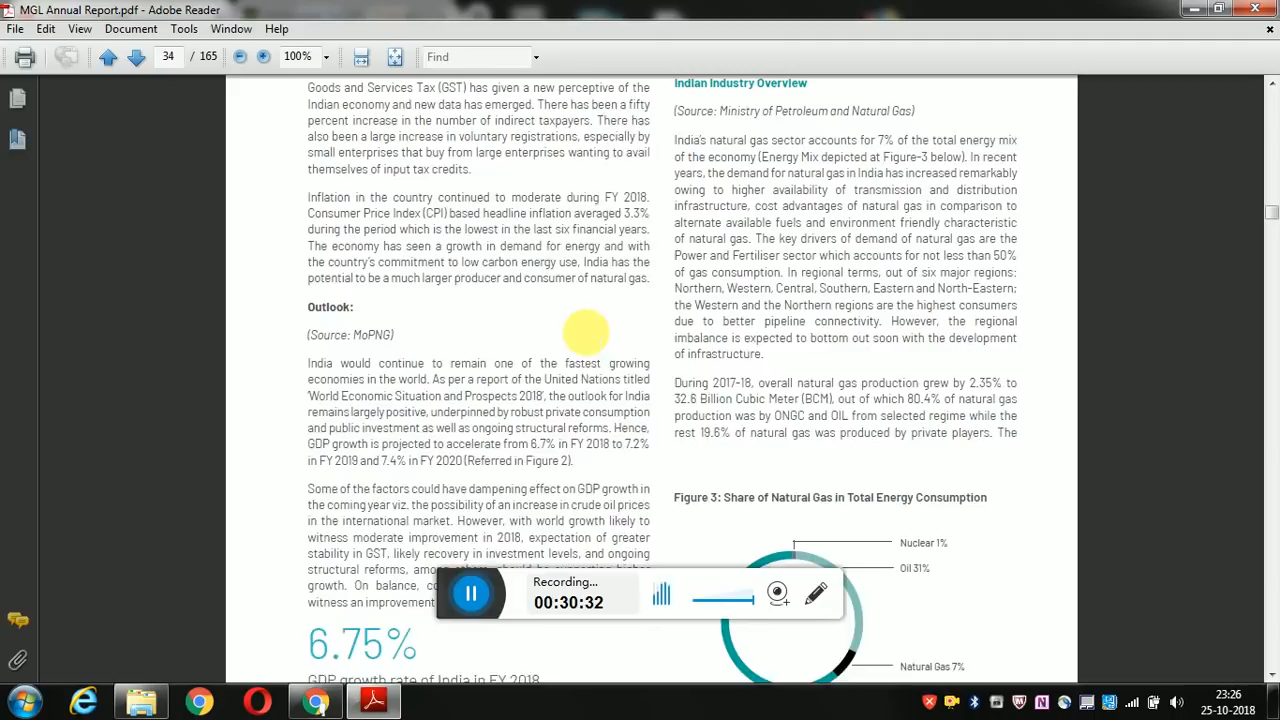 MGL Annual Report.pdf - Adobe Reader
File Edit View Document Tools Window Help
34 / 165 100% Find
Goods and Services Tax (GST) has given a new perceptive of the
Indian economy and new data has emerged. There has been a fifty
percent increase in the number of indirect taxpayers. There has
also been a large increase in voluntary registrations, especially by
small enterprises that buy from large enterprises wanting to avail
themselves of input tax credits.
Inflation in the country continued to moderate during FY 2018.
Consumer Price Index (CPI) based headline inflation averaged 3.3%
during the period which is the lowest in the last six financial years.
The economy has seen a growth in demand for energy and with
the country's commitment to low carbon energy use, India has the
potential to be a much larger producer and consumer of natural gas.
Outlook:
(Source: MoPNG)
India would continue to remain one of the fastest growing
economies in the world. As per a report of the United Nations titled
'World Economic Situation and Prospects 2018', the outlook for India
remains largely positive, underpinned by robust private consumption
and public investment as well as ongoing structural reforms. Hence,
GDP growth is projected to accelerate from 6.7% in FY 2018 to 7.2%
in FY 2019 and 7.4% in FY 2020 (Referred in Figure 2).
Some of the factors could have dampening effect on GDP growth in
the coming year viz. the possibility of an increase in crude oil prices
in the international market. However, with world growth likely to
witness moderate improvement in 2018, expectation of greater
stability in GST, likely recovery in investment levels, and ongoing
structural reforms,
growth. On balance,
witness an improvement
6.75%
GDP growth rate of India in FY 2018
Indian Industry Overview
(Source: Ministry of Petroleum and Natural Gas)
India's natural gas sector accounts for 7% of the total energy mix
of the economy (Energy Mix depicted at Figure-3 below). In recent
years, the demand for natural gas in India has increased remarkably
owing to higher availability of transmission and distribution
infrastructure, cost advantages of natural gas in comparison to
alternate available fuels and environment friendly characteristic
of natural gas. The key drivers of demand of natural gas are the
Power and Fertiliser sector which accounts for not less than 50%
of gas consumption. In regional terms, out of six major regions;
Northern, Western, Central, Southern, Eastern and North-Eastern;
the Western and the Northern regions are the highest consumers
due to better pipeline connectivity. However, the regional
imbalance is expected to bottom out soon with the development
of infrastructure.
During 2017-18, overall natural gas production grew by 2.35% to
32.6 Billion Cubic Meter (BCM), out of which 80.4% of natural gas
production was by ONGC and OIL from selected regime while the
rest 19.6% of natural gas was produced by private players. The
Figure 3: Share of Natural Gas in Total Energy Consumption
Nuclear 1%
Oil 31%
Natural Gas 7%
Recording...
00:30:32
23:26
25-10-2018